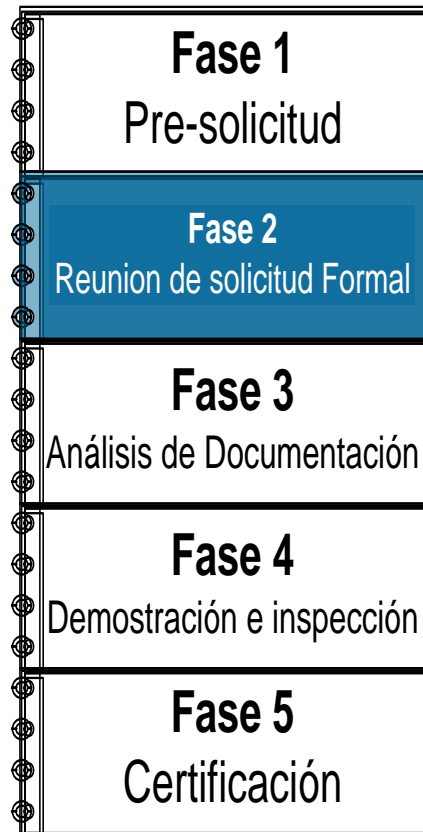 Fase 1
Pre-solicitud
Fase 2
Reunion de solicitud Formal
Fase 3
Análisis de Documentación
Fase 4
Demostración e inspección
Fase 5
Certificación